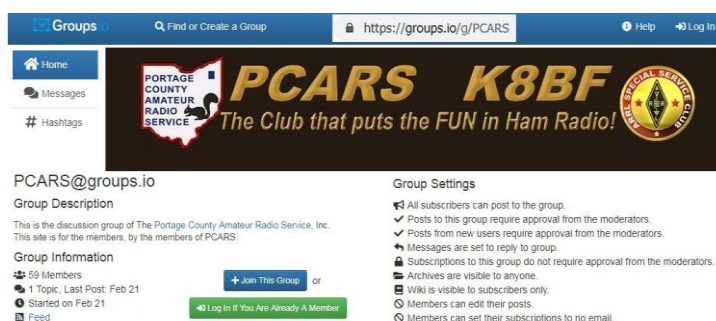 Groups.io
Find or Create a Group
https://groups.io/g/PCARS
Help
Log In
Home
Messages
# Hashtags
PORTAGE
COUNTY
AMATEUR
RADIO
SERVICE
PCARS K8BF
The Club that puts the FUN in Ham Radio!
ARRL SPECIAL SERVICE CLUB
PCARS@groups.io
Group Description
This is the discussion group of The Portage County Amateur Radio Service, Inc.
This site is for the members, by the members of PCARS.
Group Information
59 Members
1 Topic, Last Post: Feb 21
Started on Feb 21
Feed
+ Join This Group or
Log In If You Are Already A Member
Group Settings
All subscribers can post to the group.
Posts to this group require approval from the moderators.
Posts from new users require approval from the moderators.
Messages are set to reply to group.
Subscriptions to this group do not require approval from the moderators.
Archives are visible to anyone.
Wiki is visible to subscribers only.
Members can edit their posts.
Members can set their subscriptions to no email.